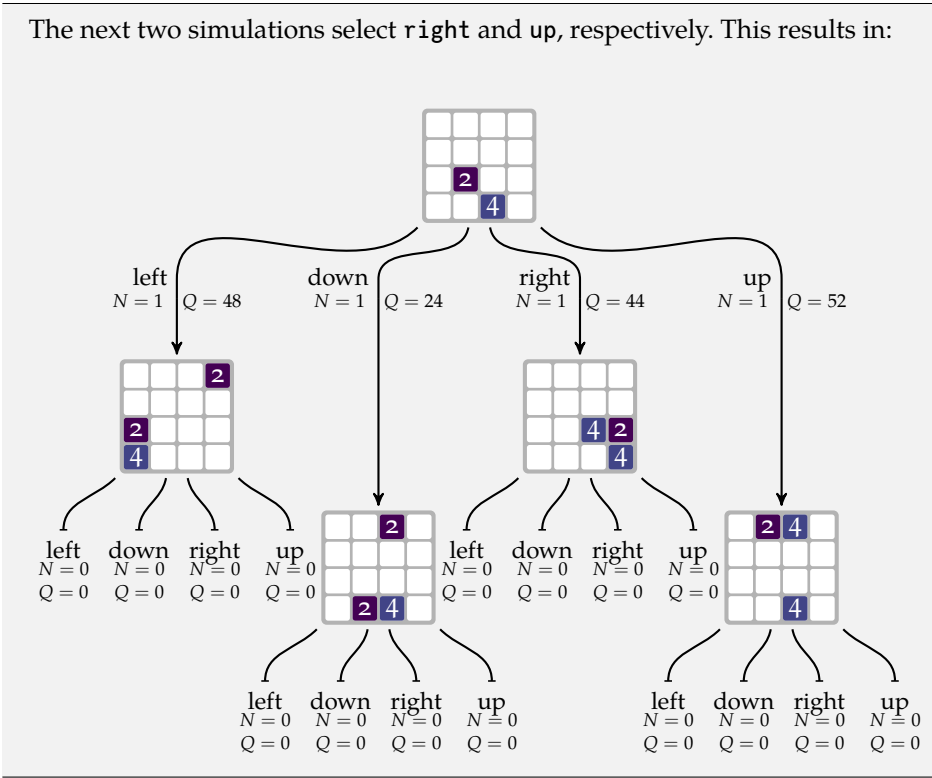 The next two simulations select right and up, respectively. This results in:
2
4
left down right up
N = 1 Q = 48 N = 1 Q = 24 N = 1 Q = 44 N = 1 Q = 52
2
2
4
4 2
4
left down right up
N = 0 N = 0 N = 0 N = 0
Q = 0 Q = 0 Q = 0 Q = 0
2
2 4
left down right up
N = 0 N = 0 N = 0 N = 0
Q = 0 Q = 0 Q = 0 Q = 0
2 4
4
left down right up
N = 0 N = 0 N = 0 N = 0
Q = 0 Q = 0 Q = 0 Q = 0
left down right up
N = 0 N = 0 N = 0 N = 0
Q = 0 Q = 0 Q = 0 Q = 0